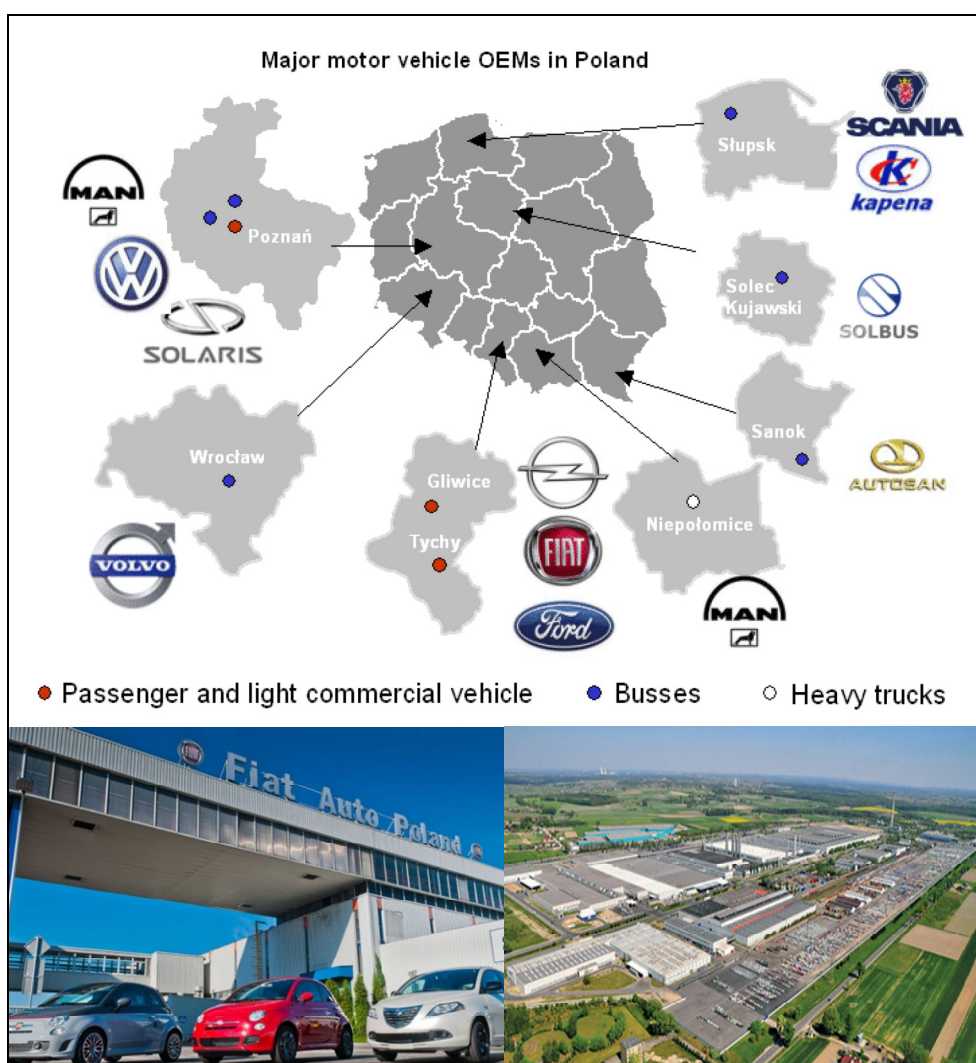 Major motor vehicle OEMs in Poland
SCANIA
Słupsk
kapena
MAN
Poznań
SOLARIS
Solec
Kujawski
SOLBUS
Sanok
AUTOSAN
Wrocław
VOLVO
Gliwice
Tychy
FIAT
Ford
Niepołomice
MAN
Passenger and light commercial vehicle
Busses
Heavy trucks
Fiat Auto Poland